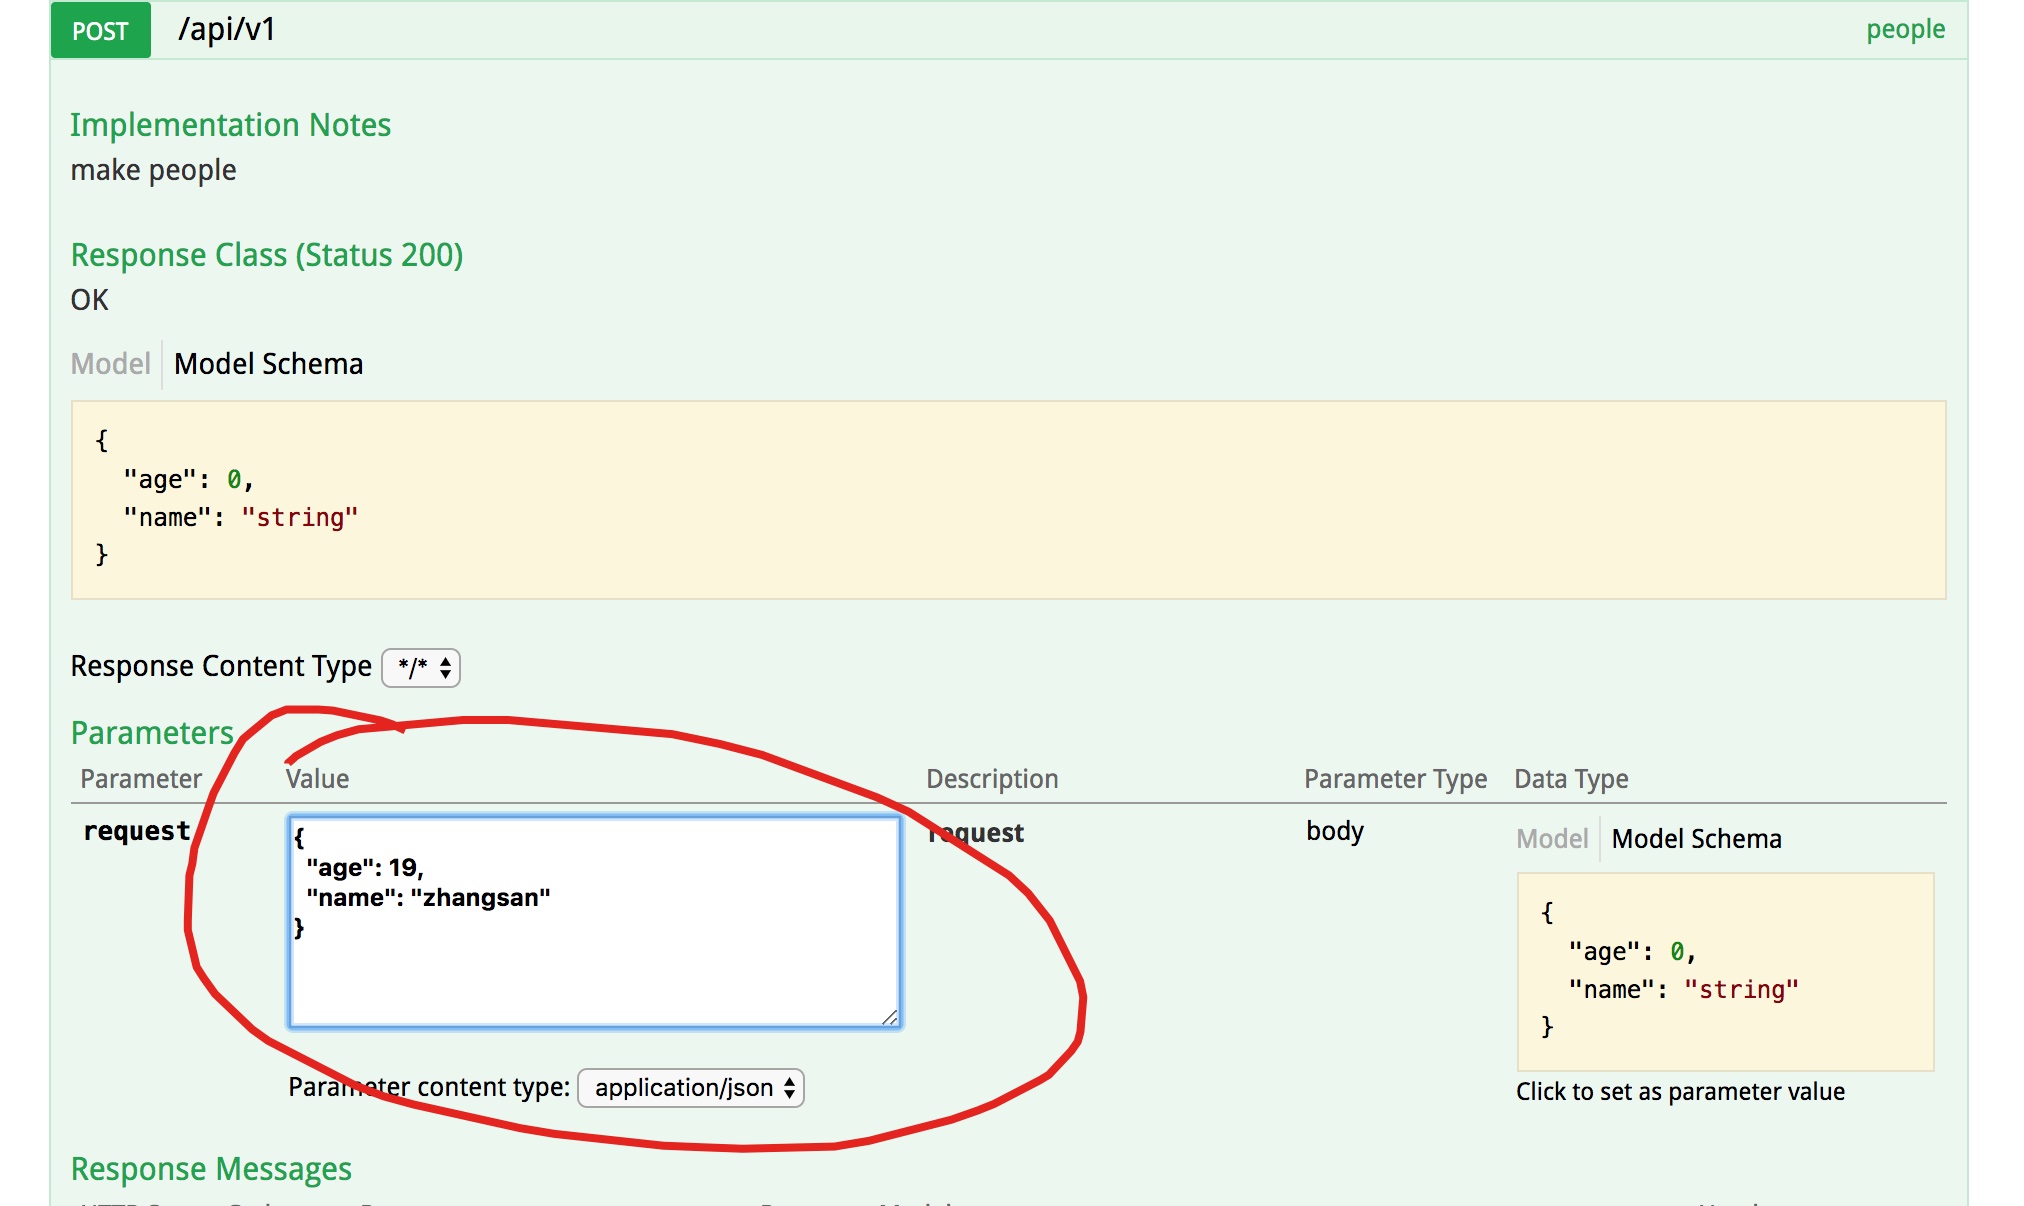 POST /api/v1 people
Implementation Notes
make people
Response Class (Status 200)
OK
Model Model Schema
{
"age": 0,
"name": "string"
}
Response Content Type */*
Parameters
Parameter Value Description Parameter Type Data Type
request
{
"age": 19,
"name": "zhangsan"
}
Parameter content type: application/json
request
body
Model Model Schema
{
"age": 0,
"name": "string"
}
Click to set as parameter value
Response Messages